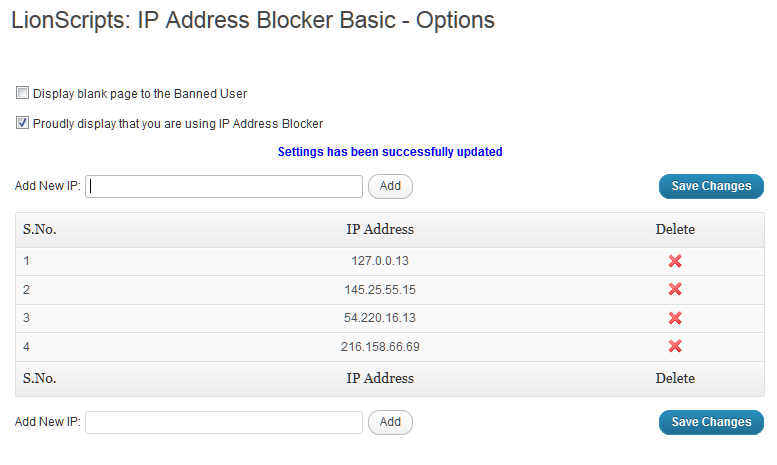 LionScripts: IP Address Blocker Basic - Options
Display blank page to the Banned User
Proudly display that you are using IP Address Blocker
Settings has been successfully updated
Add New IP: Add Save Changes
S.No. IP Address Delete
1 127.0.0.13
2 145.25.55.15
3 54.220.16.13
4 216.158.66.69
S.No. IP Address Delete
Add New IP: Add Save Changes